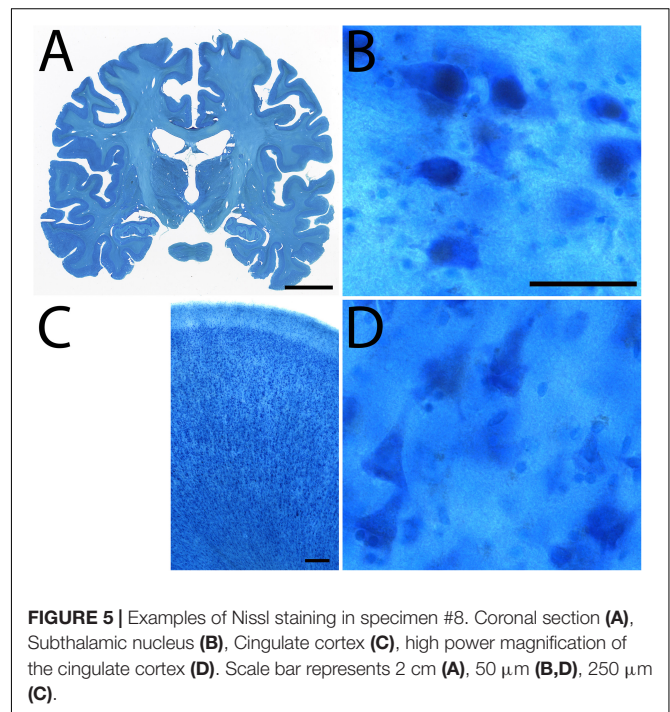 A
B
C
D
FIGURE 5 | Examples of Nissl staining in specimen #8. Coronal section (A),
Subthalamic nucleus (B), Cingulate cortex (C), high power magnification of
the cingulate cortex (D). Scale bar represents 2 cm (A), 50 μm (B,D), 250 μm
(C).